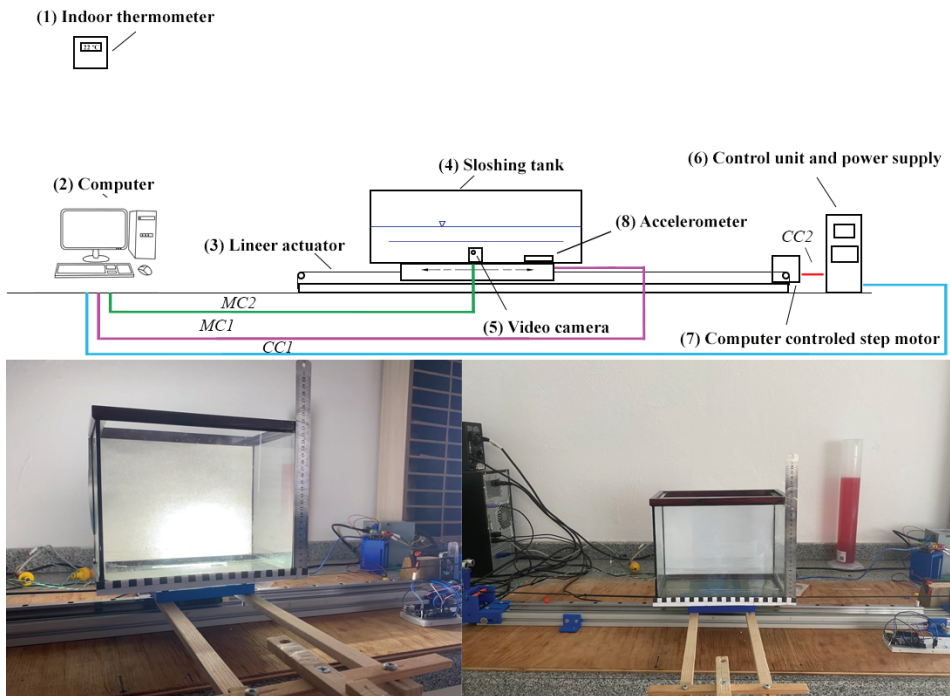 (1) Indoor thermometer
22 °C
(6) Control unit and power supply
(4) Sloshing tank
(2) Computer
(8) Accelerometer
(3) Lineer actuator
CC2
MC2
(5) Video camera
MC1
(7) Computer controled step motor
CC1